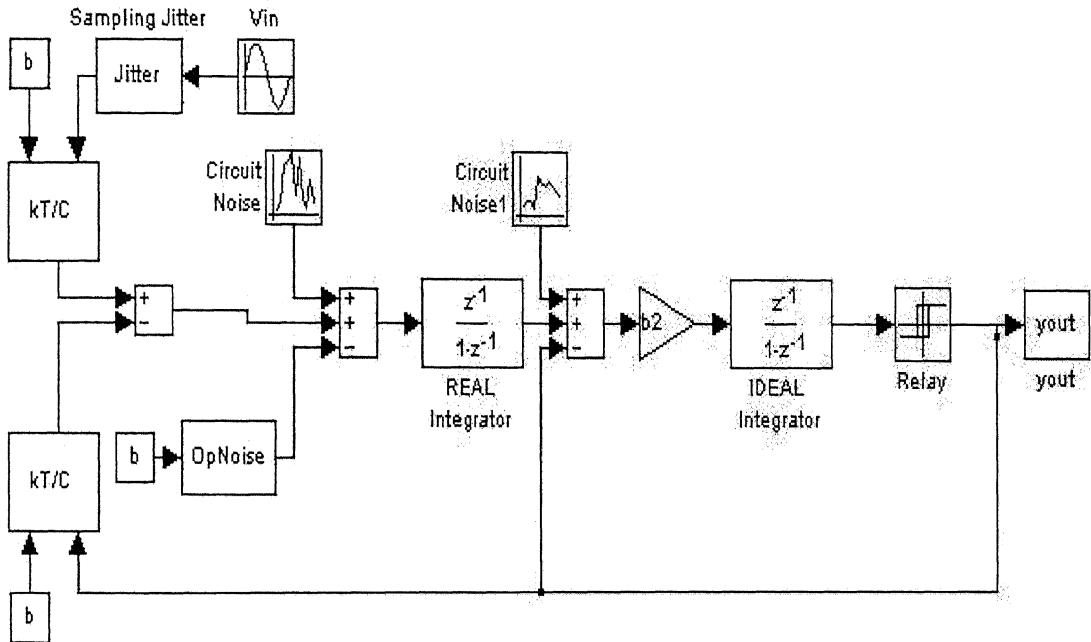 Sampling Jitter
Vin
b
Jitter
kT/C
Circuit
Noise
Circuit
Noise1
+
-
+
+
-
z-1
1-z-1
REAL
Integrator
+
+
-
b2
z-1
1-z-1
IDEAL
Integrator
Relay
yout
yout
kT/C
b
OpNoise
b